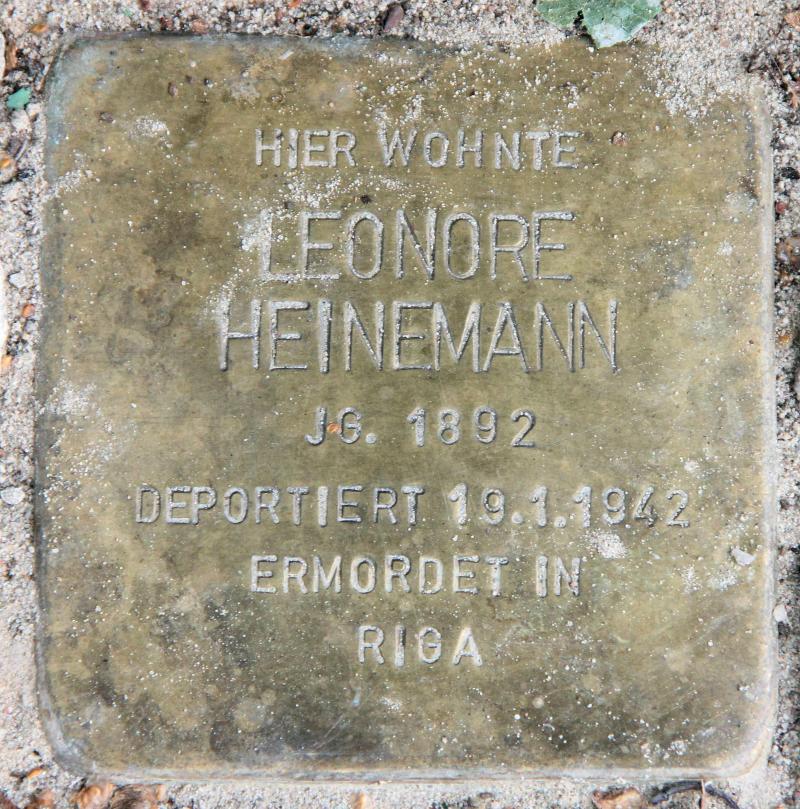 HIER WOHNTE
LEONORE
HEINEMANN
JG. 1892
DEPORTIERT 19.1.1942
ERMORDET IN
RIGA